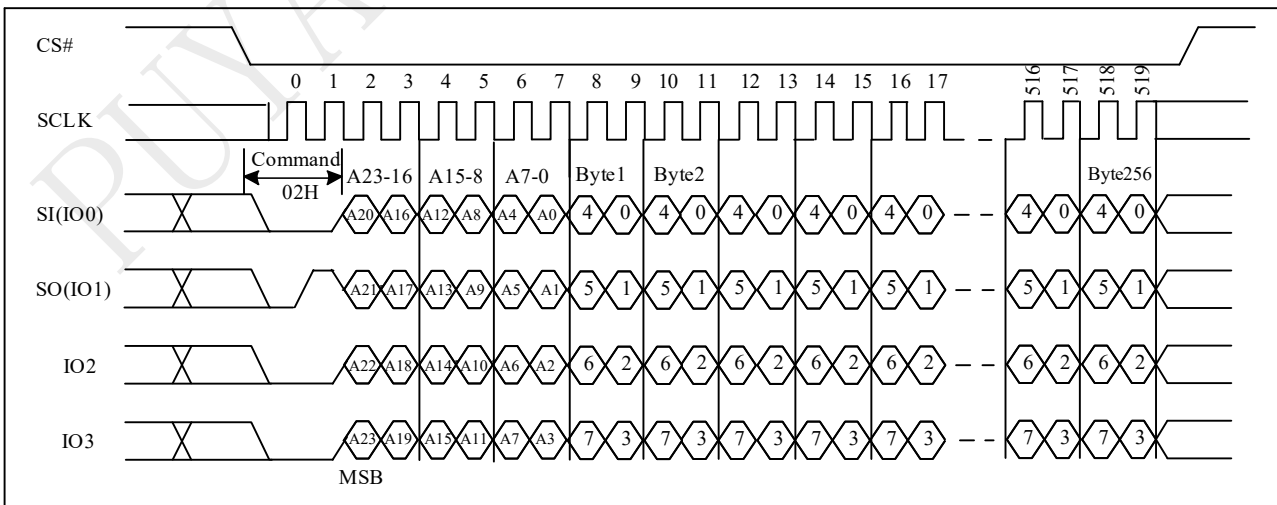 PUYA
CS#
0 1 2 3 4 5 6 7 8 9 10 11 12 13 14 15 16 17 516 517 518 519
SCLK
Command
02H
A23-16 A15-8 A7-0 Byte1 Byte2 Byte256
SI(IO0) A20 A16 A12 A8 A4 A0 4 0 4 0 4 0 4 0 4 0 4 0 4 0
SO(IO1) A21 A17 A13 A9 A5 A1 5 1 5 1 5 1 5 1 5 1 5 1 5 1
IO2 A22 A18 A14 A10 A6 A2 6 2 6 2 6 2 6 2 6 2 6 2 6 2
IO3 A23 A19 A15 A11 A7 A3 7 3 7 3 7 3 7 3 7 3 7 3 7 3
MSB